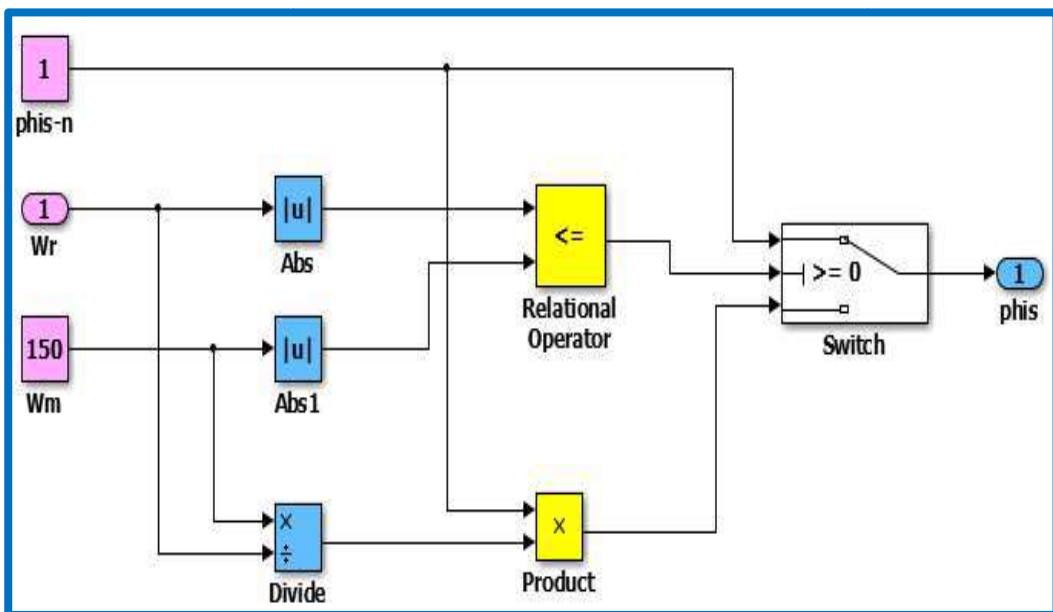 1
phis-n
1
Wr
|u|
Abs
<=
Relational
Operator
>= 0
Switch
1
phis
150
Wm
|u|
Abs1
×
÷
Divide
×
Product